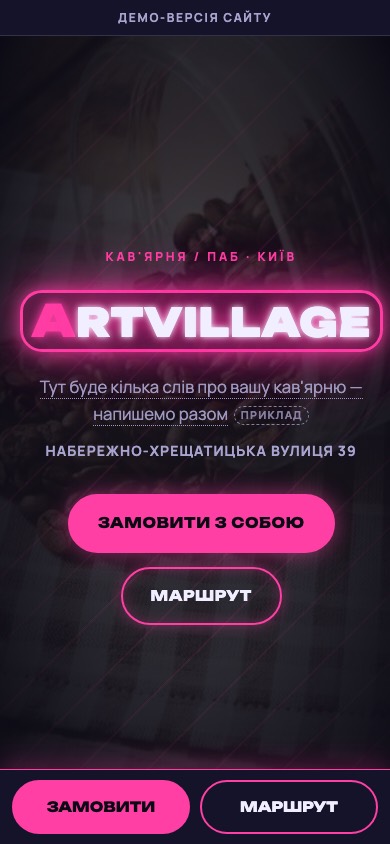 ДЕМО-ВЕРСІЯ САЙТУ
КАВ'ЯРНЯ / ПАБ · КИЇВ
ARTVILLAGE
Тут буде кілька слів про вашу кав'ярню —
напишемо разом ПРИКЛАД
НАБЕРЕЖНО-ХРЕЩАТИЦЬКА ВУЛИЦЯ 39
ЗАМОВИТИ З СОБОЮ
МАРШРУТ
ЗАМОВИТИ МАРШРУТ